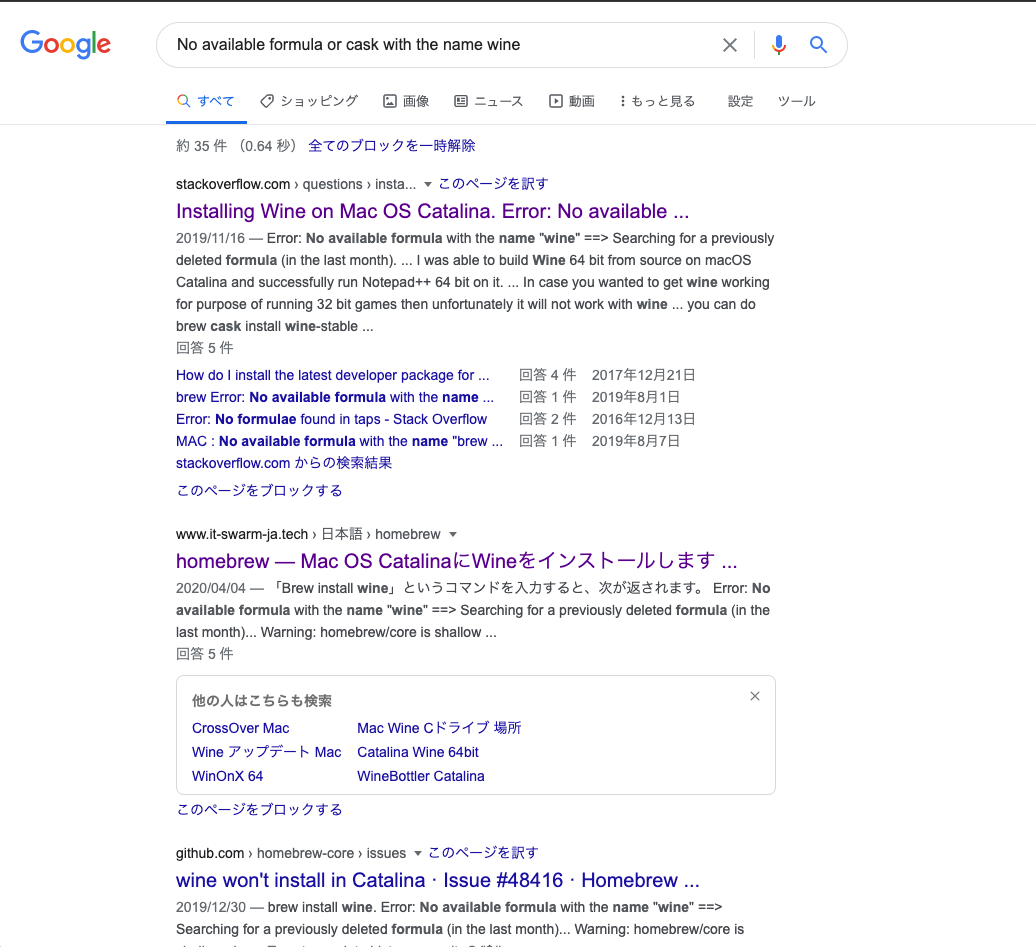 Google
No available formula or cask with the name wine
すべて ショッピング 画像 ニュース 動画 もっと見る 設定 ツール
約 35 件 （0.64 秒） 全てのブロックを一時解除
stackoverflow.com › questions › insta... このページを訳す
Installing Wine on Mac OS Catalina. Error: No available ...
2019/11/16 — Error: No available formula with the name "wine" ==> Searching for a previously
deleted formula (in the last month). ... I was able to build Wine 64 bit from source on macOS
Catalina and successfully run Notepad++ 64 bit on it. ... In case you wanted to get wine working
for purpose of running 32 bit games then unfortunately it will not work with wine ... you can do
brew cask install wine-stable ...
回答 5 件
How do I install the latest developer package for ... 回答 4 件 2017年12月21日
brew Error: No available formula with the name ... 回答 1 件 2019年8月1日
Error: No formulae found in taps - Stack Overflow 回答 2 件 2016年12月13日
MAC : No available formula with the name "brew ... 回答 1 件 2019年8月7日
stackoverflow.com からの検索結果
このページをブロックする
www.it-swarm-ja.tech › 日本語 › homebrew
homebrew — Mac OS CatalinaにWineをインストールします ...
2020/04/04 — 「Brew install wine」というコマンドを入力すると、次が返されます。 Error: No
available formula with the name "wine" ==> Searching for a previously deleted formula (in the
last month)... Warning: homebrew/core is shallow ...
回答 5 件
他の人はこちらも検索
CrossOver Mac Mac Wine Cドライブ 場所
Wine アップデート Mac Catalina Wine 64bit
WinOnX 64 WineBottler Catalina
このページをブロックする
github.com › homebrew-core › issues このページを訳す
wine won't install in Catalina · Issue #48416 · Homebrew ...
2019/12/30 — brew install wine. Error: No available formula with the name "wine" ==>
Searching for a previously deleted formula (in the last month)... Warning: homebrew/core is